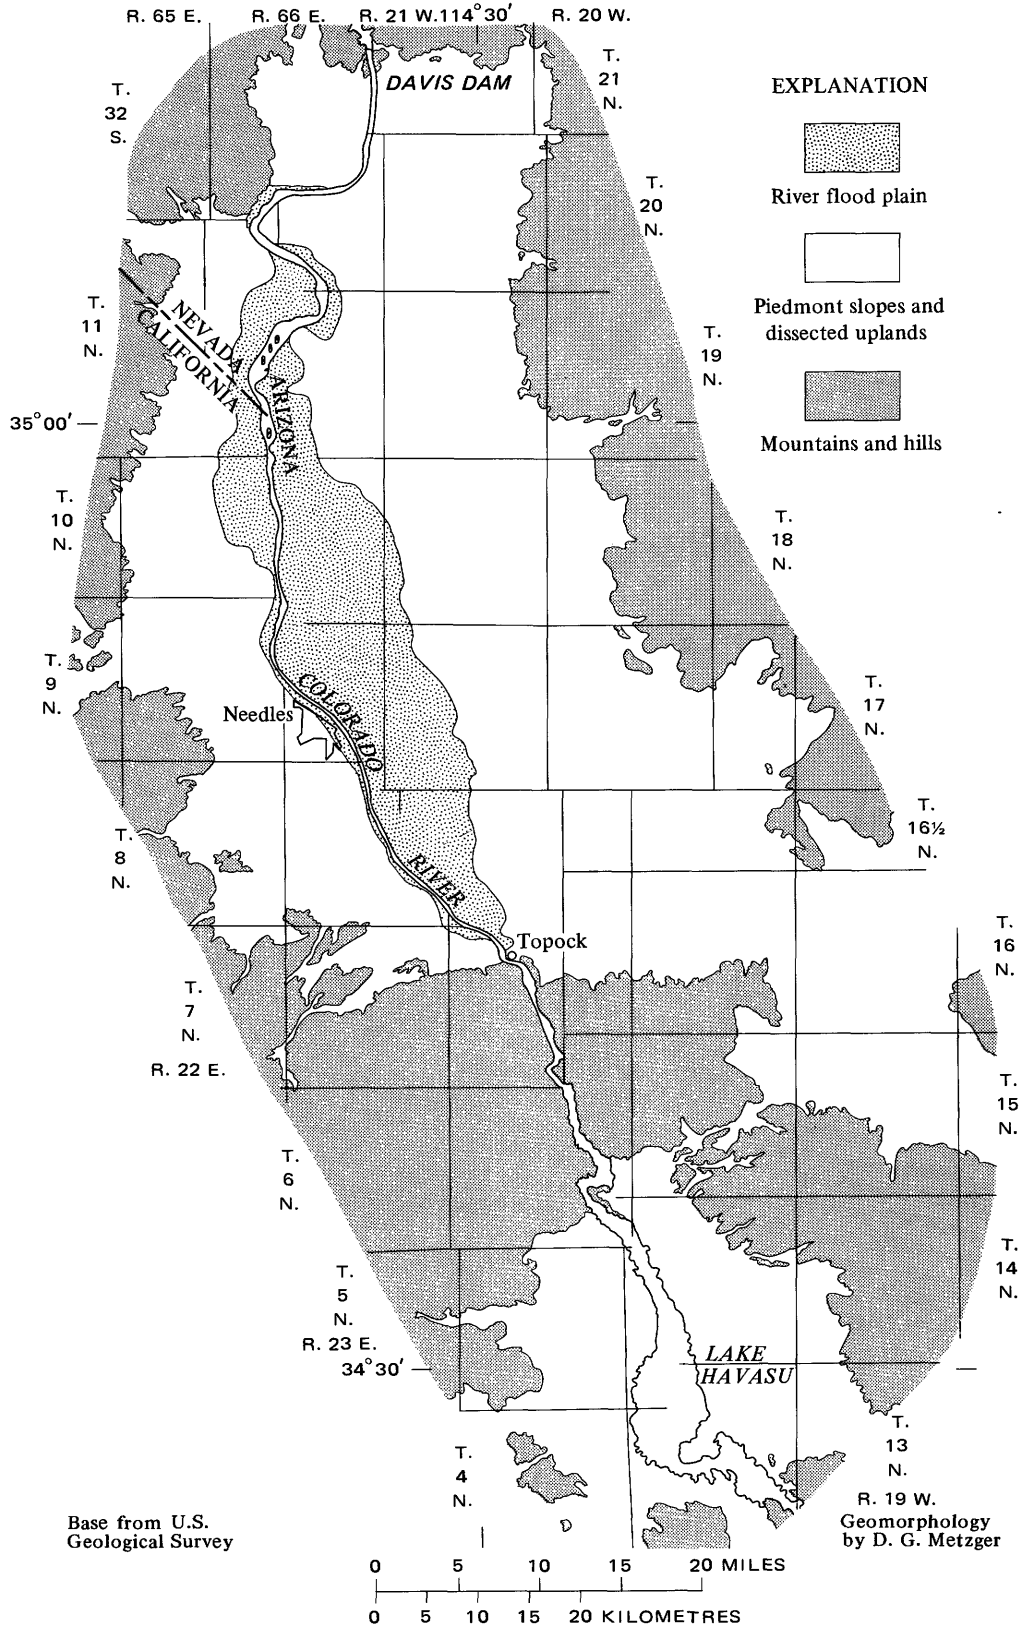 R. 65 E.
R. 66 E.
R. 21 W.
114°30′
R. 20 W.
T.
32
S.
DAVIS DAM
T.
21
N.
EXPLANATION
River flood plain
Piedmont slopes and
dissected uplands
Mountains and hills
T.
20
N.
T.
11
N.
NEVADA
CALIFORNIA
ARIZONA
T.
19
N.
35°00′
T.
10
N.
T.
18
N.
T.
9
N.
COLORADO
Needles
T.
17
N.
T.
8
N.
T.
16½
N.
RIVER
Topock
T.
16
N.
T.
7
N.
R. 22 E.
T.
15
N.
T.
6
N.
T.
14
N.
T.
5
N.
R. 23 E.
34°30′
LAKE
HAVASU
T.
13
N.
R. 19 W.
T.
4
N.
Base from U.S.
Geological Survey
Geomorphology
by D. G. Metzger
0 5 10 15 20 MILES
0 5 10 15 20 KILOMETRES